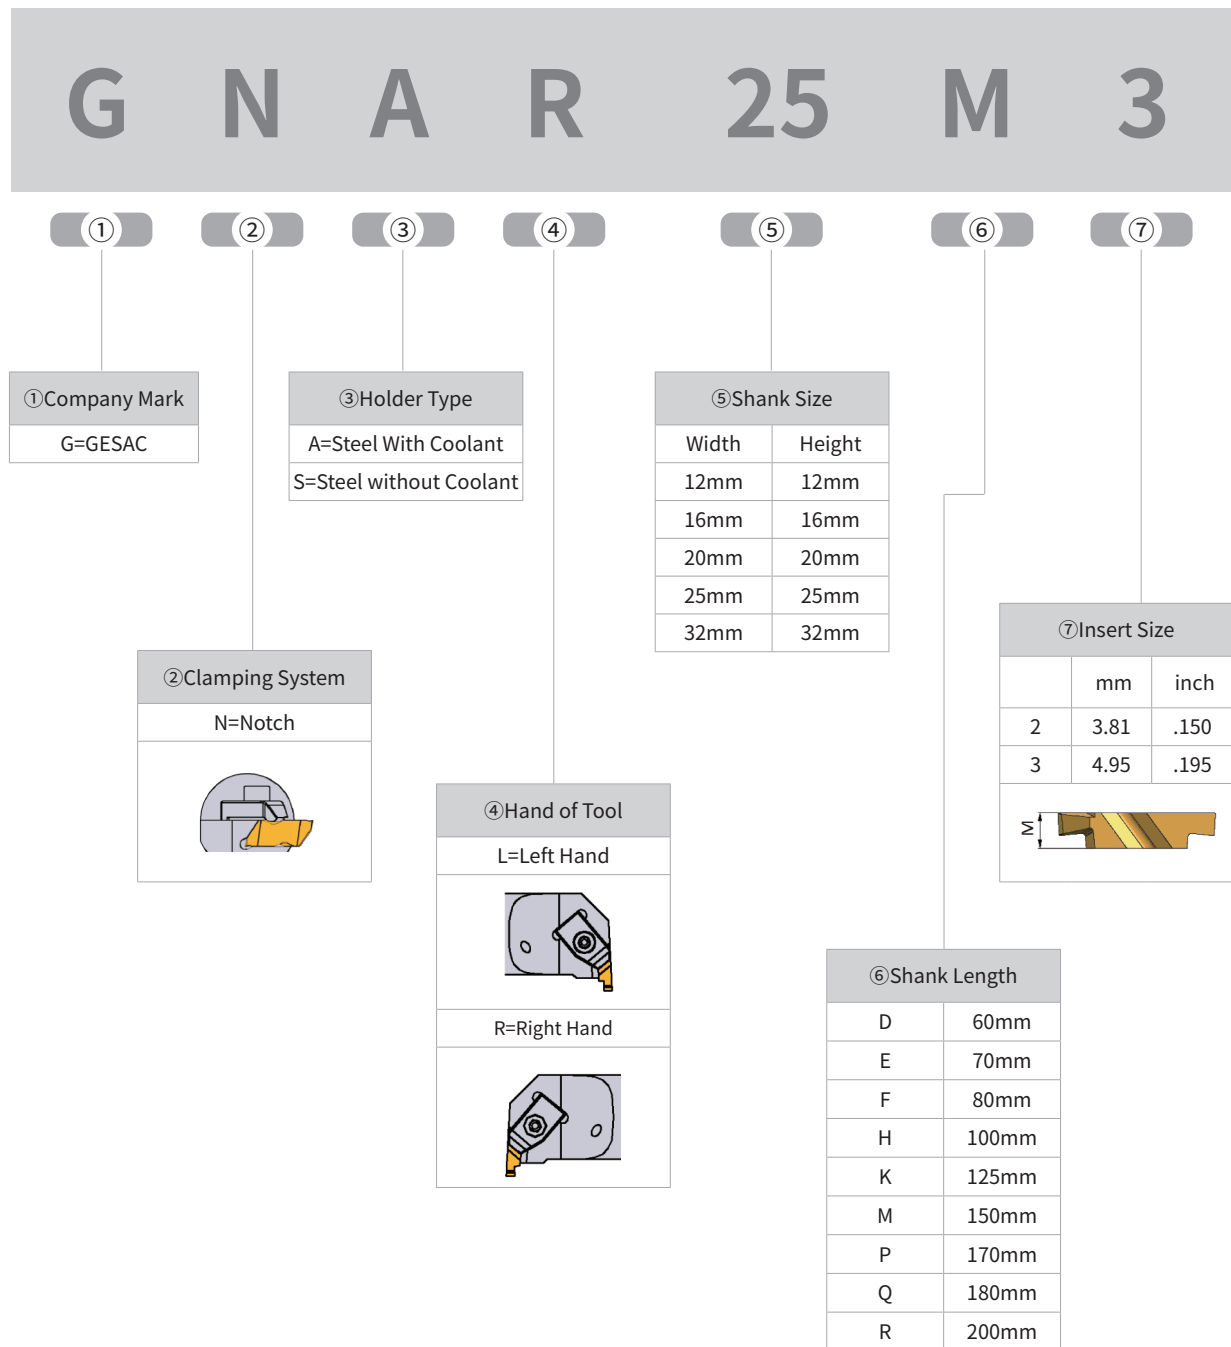 G N A R 25 M 3
① ② ③ ④ ⑤ ⑥ ⑦
①Company Mark
G=GESAC
②Clamping System
N=Notch
③Holder Type
A=Steel With Coolant
S=Steel without Coolant
④Hand of Tool
L=Left Hand
R=Right Hand
⑤Shank Size
Width Height
12mm 12mm
16mm 16mm
20mm 20mm
25mm 25mm
32mm 32mm
⑥Shank Length
D 60mm
E 70mm
F 80mm
H 100mm
K 125mm
M 150mm
P 170mm
Q 180mm
R 200mm
⑦Insert Size
mm inch
2 3.81 .150
3 4.95 .195
M